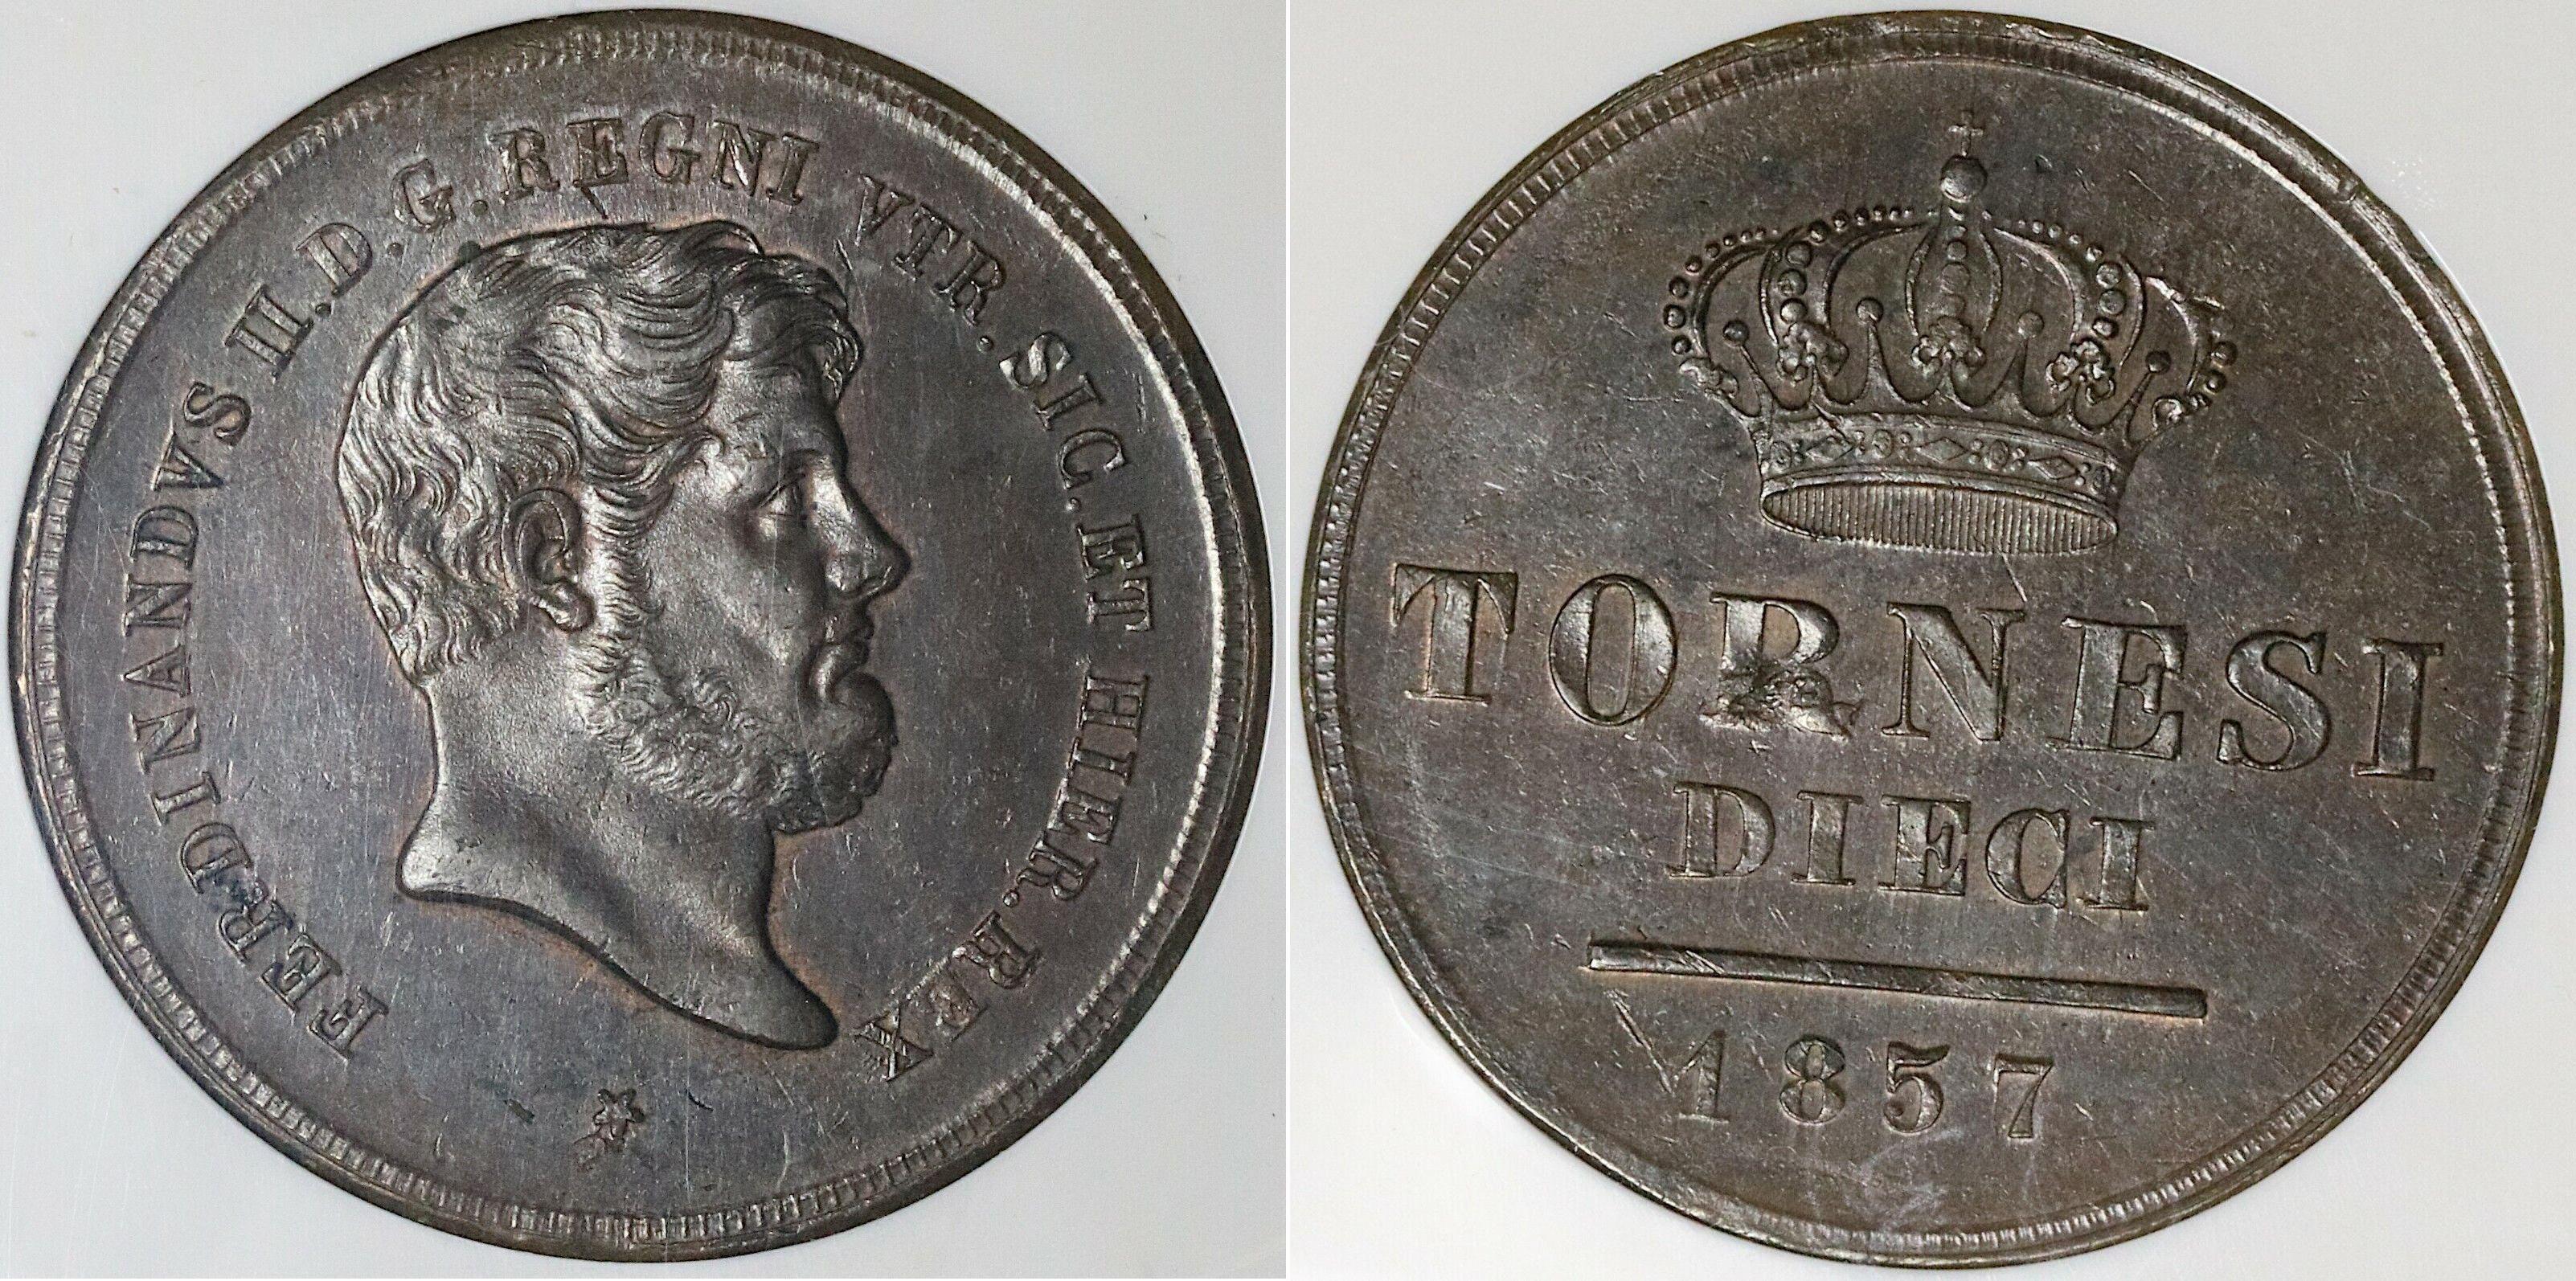 FERDINANDVS II. D. G. REGNI VTR. SIC. ET HIER. REX
TORNESI
DIECI
1857